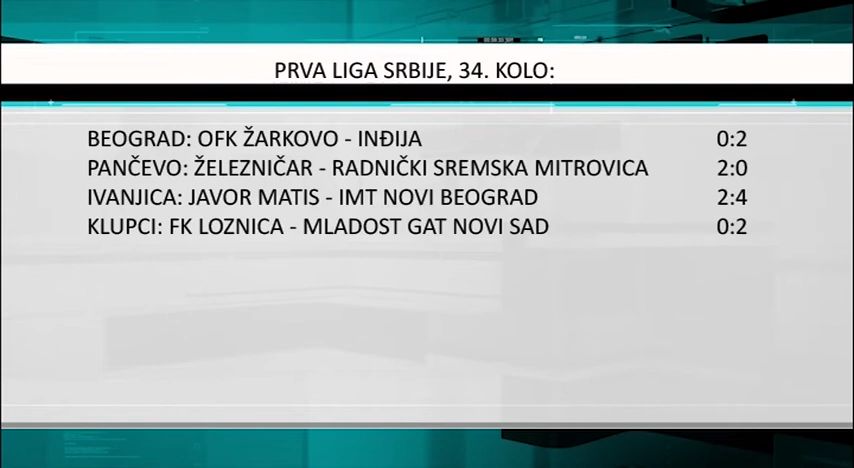 PRVA LIGA SRBIJE, 34. KOLO:
BEOGRAD: OFK ŽARKOVO - INĐIJA 0:2
PANČEVO: ŽELEZNIČAR - RADNIČKI SREMSKA MITROVICA 2:0
IVANJICA: JAVOR MATIS - IMT NOVI BEOGRAD 2:4
KLUPCI: FK LOZNICA - MLADOST GAT NOVI SAD 0:2